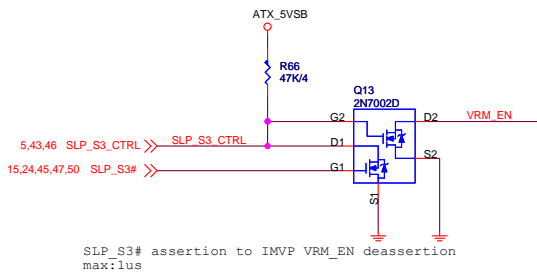 ATX_5VSB
R66
47K/4
Q13
2N7002D
G2
D2
VRM_EN
5,43,46 SLP_S3_CTRL
SLP_S3_CTRL
D1
S2
15,24,45,47,50 SLP_S3#
G1
S1
SLP_S3# assertion to IMVP VRM_EN deassertion
max:1us